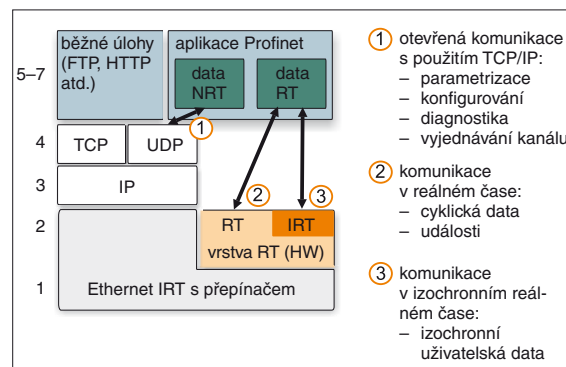 běžné úlohy
(FTP, HTTP
atd.)
aplikace Profinet
data
NRT
data
RT
5–7
1
4
TCP
UDP
3
IP
2
3
2
RT
IRT
vrstva RT (HW)
1
Ethernet IRT s přepínačem
1 otevřená komunikace
s použitím TCP/IP:
– parametrizace
– konfigurování
– diagnostika
– vyjednávání kanálu
2 komunikace
v reálném čase:
– cyklická data
– události
3 komunikace
v izochronním reál-
ném čase:
– izochronní
uživatelská data